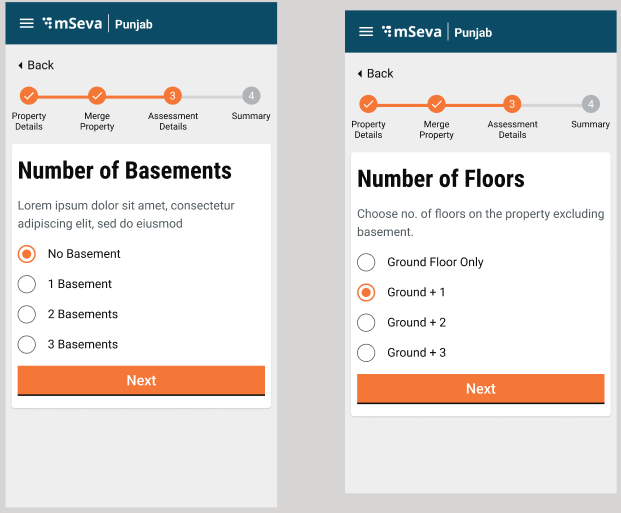 mSeva Punjab
Back
3 4
Property Merge Assessment Summary
Details Property Details
Number of Basements
Lorem ipsum dolor sit amet, consectetur
adipiscing elit, sed do eiusmod
No Basement
1 Basement
2 Basements
3 Basements
Next
mSeva Punjab
Back
3 4
Property Merge Assessment Summary
Details Property Details
Number of Floors
Choose no. of floors on the property excluding
basement.
Ground Floor Only
Ground + 1
Ground + 2
Ground + 3
Next